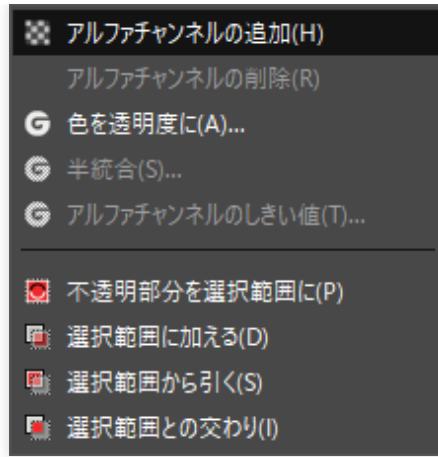 アルファチャンネルの追加(H)
アルファチャンネルの削除(R)
色を透明度に(A)...
半統合(S)...
アルファチャンネルのしきい値(T)...
不透明部分を選択範囲に(P)
選択範囲に加える(D)
選択範囲から引く(S)
選択範囲との交わり(I)